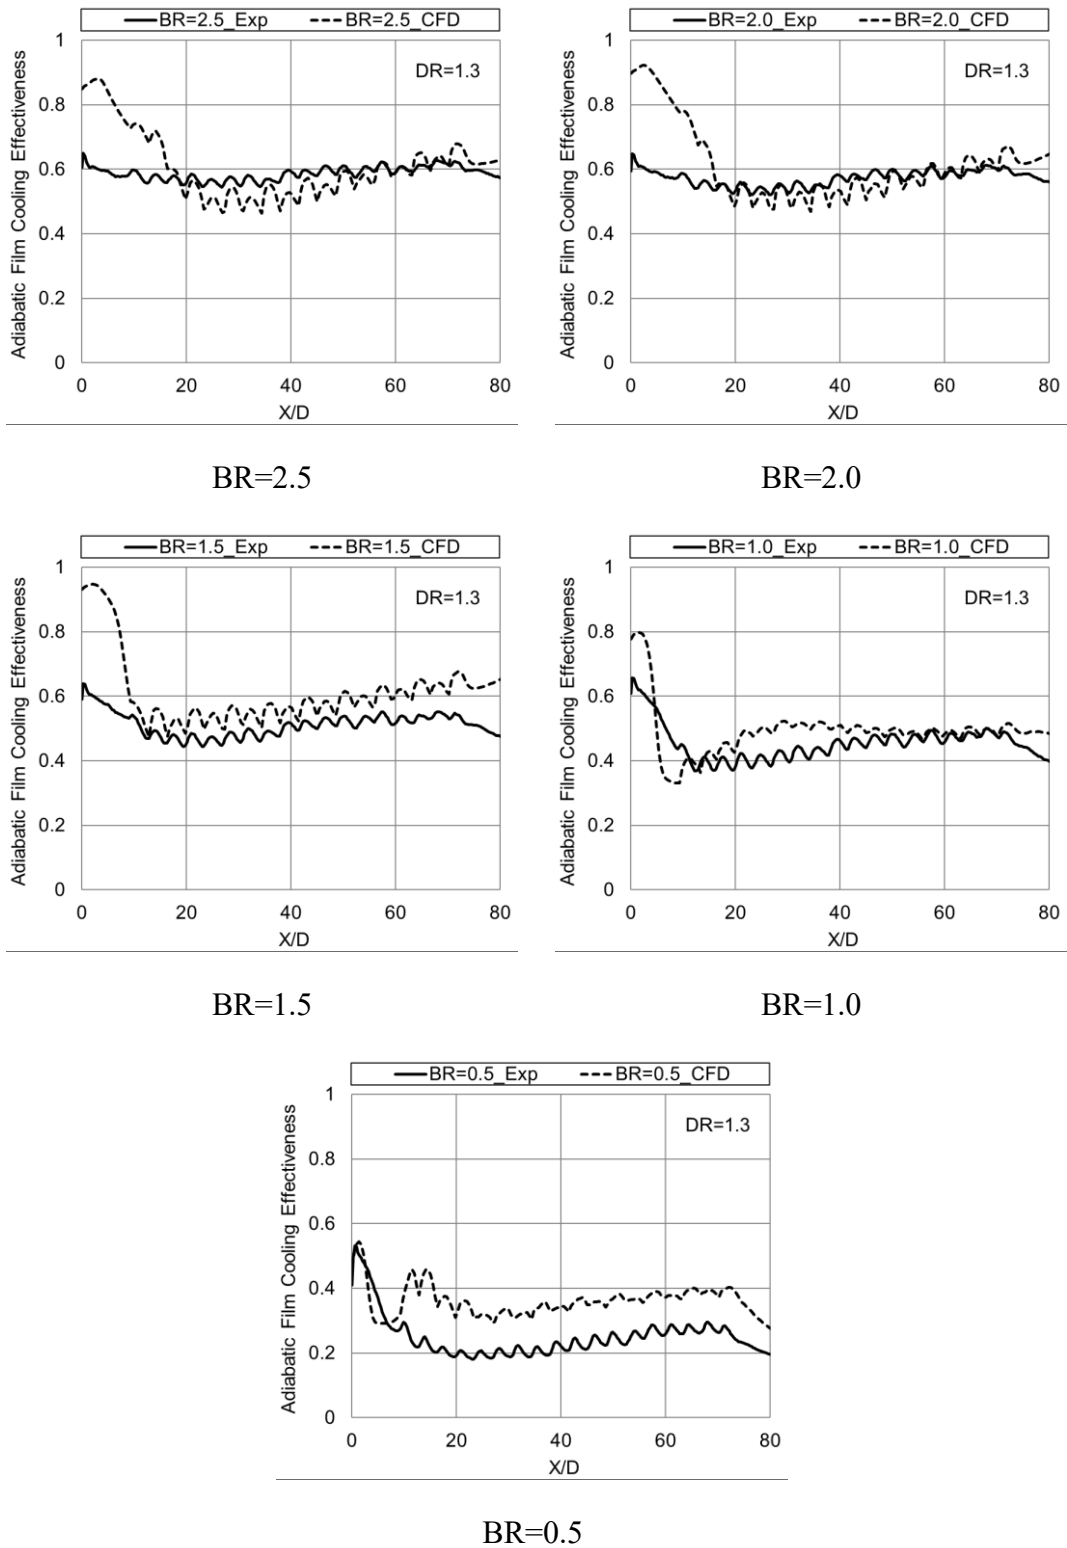 BR=2.5_Exp BR=2.5_CFD
Adiabatic Film Cooling Effectiveness
1
0.8
0.6
0.4
0.2
0
DR=1.3
0 20 40 60 80
X/D
BR=2.5
BR=2.0_Exp BR=2.0_CFD
Adiabatic Film Cooling Effectiveness
1
0.8
0.6
0.4
0.2
0
DR=1.3
0 20 40 60 80
X/D
BR=2.0
BR=1.5_Exp BR=1.5_CFD
Adiabatic Film Cooling Effectiveness
1
0.8
0.6
0.4
0.2
0
DR=1.3
0 20 40 60 80
X/D
BR=1.5
BR=1.0_Exp BR=1.0_CFD
Adiabatic Film Cooling Effectiveness
1
0.8
0.6
0.4
0.2
0
DR=1.3
0 20 40 60 80
X/D
BR=1.0
BR=0.5_Exp BR=0.5_CFD
Adiabatic Film Cooling Effectiveness
1
0.8
0.6
0.4
0.2
0
DR=1.3
0 20 40 60 80
X/D
BR=0.5